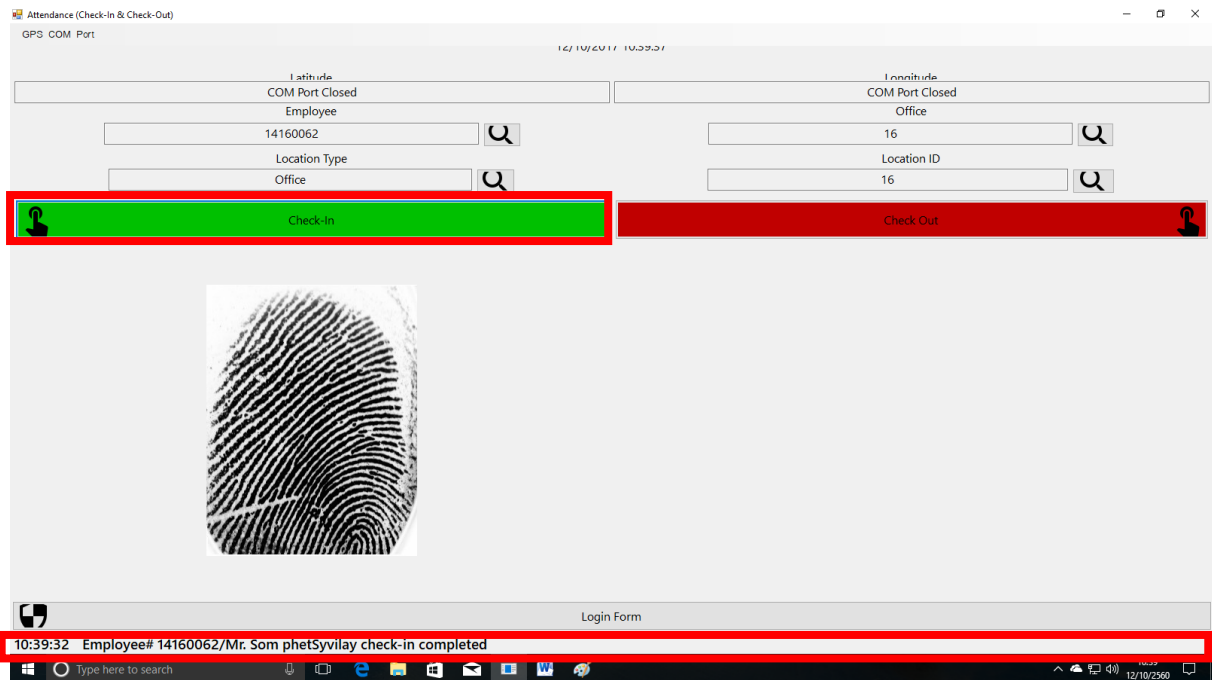 Attendance (Check-In & Check-Out)
GPS COM Port
12/10/2017 10:39:37
Latitude Longitude
COM Port Closed COM Port Closed
Employee Office
14160062 16
Location Type Location ID
Office 16
Check-In Check Out
Login Form
10:39:32 Employee# 14160062/Mr. Som phetSyvilay check-in completed
Type here to search
10:39
12/10/2560